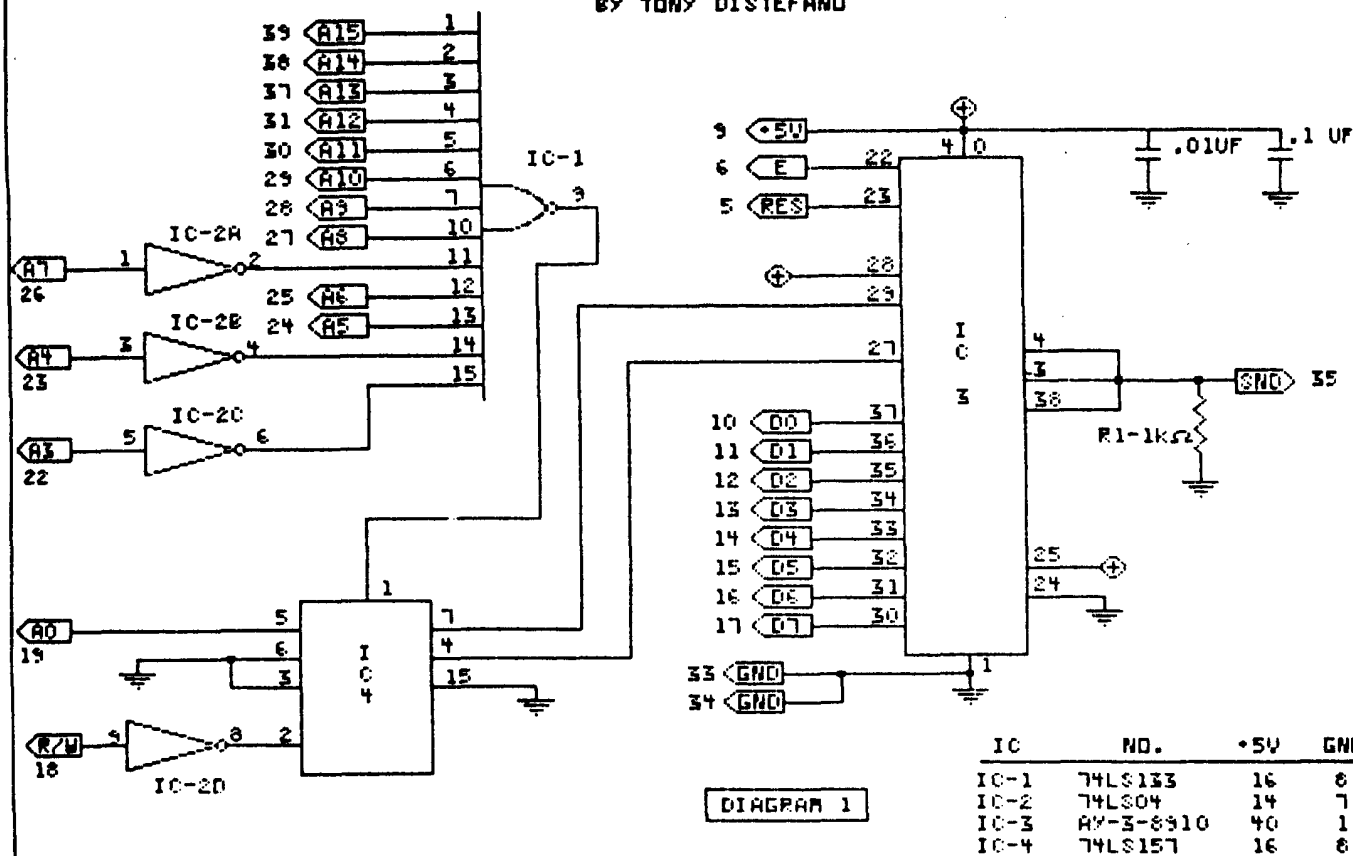 BY TONY DISTEFANO
39 A15 1
38 A14 2
37 A13 3
31 A12 4
30 A11 5
29 A10 6
28 A9 7
27 A8 10
IC-1
9
IC-2A
A7 1 2 11
26
25 A6 12
24 A5 13
IC-2B
A4 3 4 14
23
15
IC-2C
A3 5 6
22
1
A0 5 7
19
6 4
3 15
IC4
R/W 9 8 2
18
IC-2D
9 +5V 40
.01UF .1 UF
6 E 22
5 RES 23
28
29
27
IC 3
4
3
38
SND 35
R1-1kΩ
10 D0 37
11 D1 36
12 D2 35
13 D3 34
14 D4 33
15 D5 32
16 D6 31
17 D7 30
25
24
33 GND 1
34 GND
DIAGRAM 1
IC NO. +5V GND
IC-1 74LS133 16 8
IC-2 74LS04 14 7
IC-3 AY-3-8910 40 1
IC-4 74LS157 16 8